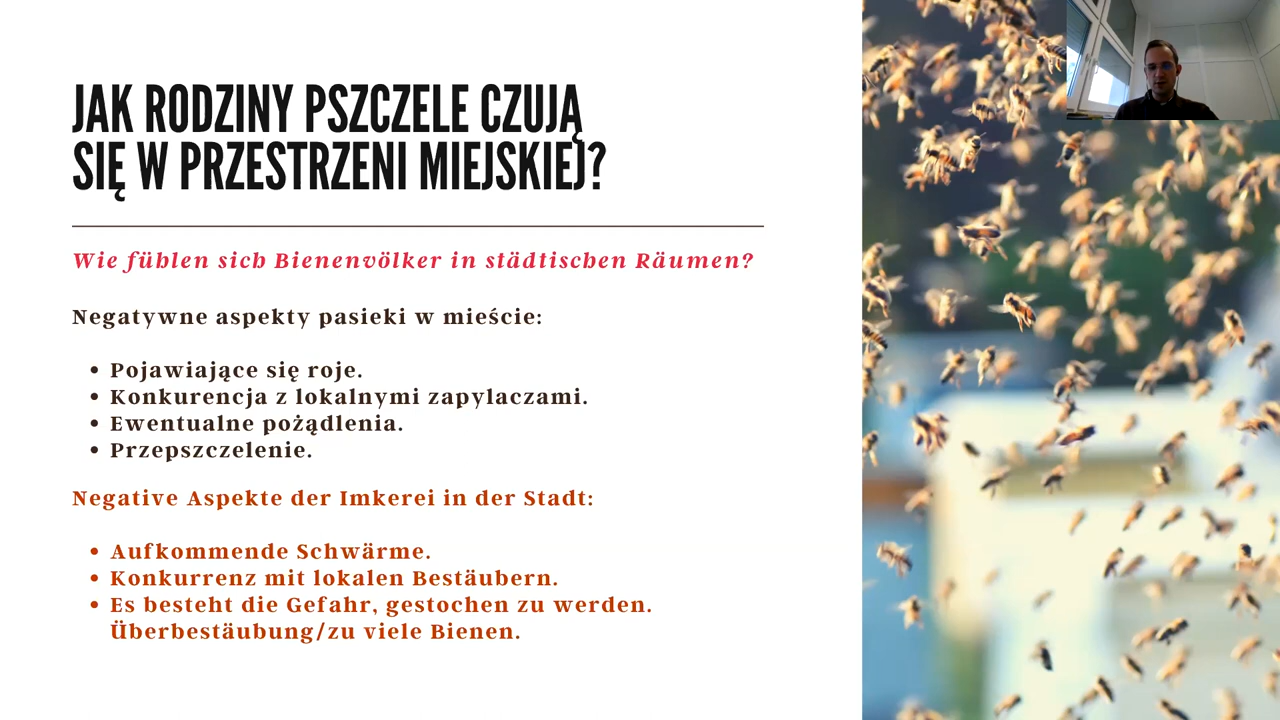 JAK RODZINY PSZCZELE CZUJĄ
SIĘ W PRZESTRZENI MIEJSKIEJ?
Wie fühlen sich Bienenvölker in städtischen Räumen?
Negatywne aspekty pasieki w mieście:
• Pojawiające się roje.
• Konkurencja z lokalnymi zapylaczami.
• Ewentualne pożądlenia.
• Przepszczelenie.
Negative Aspekte der Imkerei in der Stadt:
• Aufkommende Schwärme.
• Konkurrenz mit lokalen Bestäubern.
• Es besteht die Gefahr, gestochen zu werden.
Überbestäubung/zu viele Bienen.